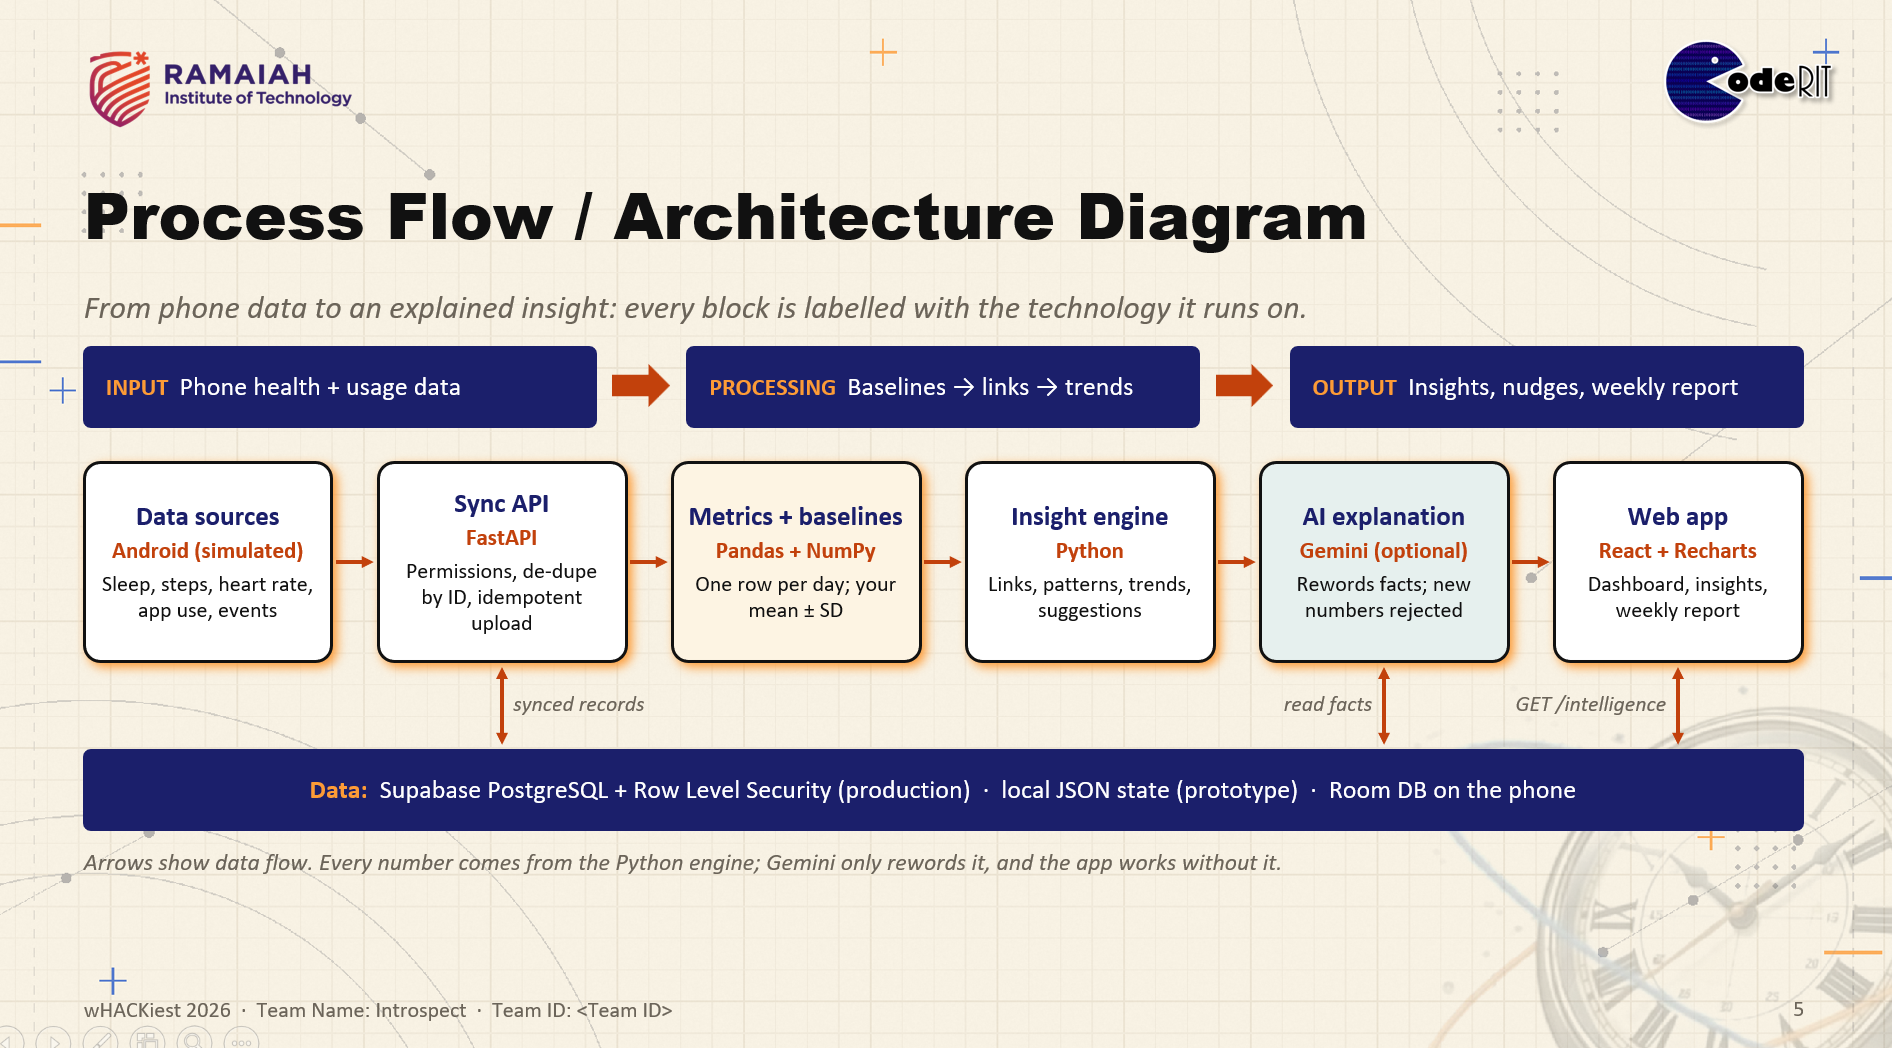 RAMAIAH
Institute of Technology
odeRIT
Process Flow / Architecture Diagram
From phone data to an explained insight: every block is labelled with the technology it runs on.
INPUT Phone health + usage data
PROCESSING Baselines → links → trends
OUTPUT Insights, nudges, weekly report
Data sources
Android (simulated)
Sleep, steps, heart rate,
app use, events
Sync API
FastAPI
Permissions, de-dupe
by ID, idempotent
upload
Metrics + baselines
Pandas + NumPy
One row per day; your
mean ± SD
Insight engine
Python
Links, patterns, trends,
suggestions
AI explanation
Gemini (optional)
Rewords facts; new
numbers rejected
Web app
React + Recharts
Dashboard, insights,
weekly report
synced records
read facts
GET /intelligence
Data: Supabase PostgreSQL + Row Level Security (production) · local JSON state (prototype) · Room DB on the phone
Arrows show data flow. Every number comes from the Python engine; Gemini only rewords it, and the app works without it.
wHACKiest 2026 · Team Name: Introspect · Team ID: <Team ID>
5